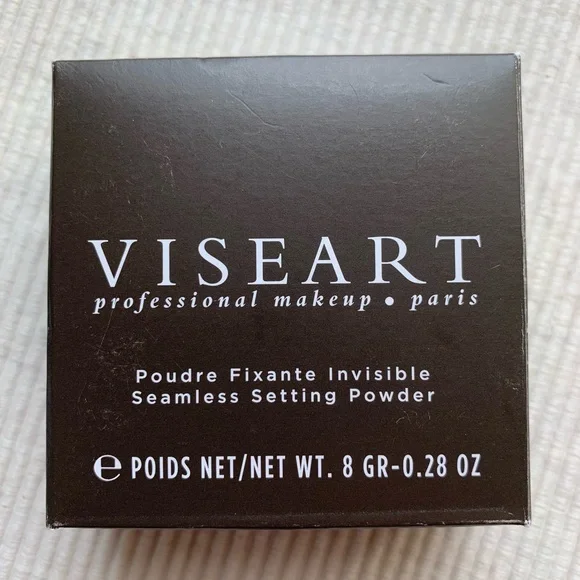 VISEART
professional makeup • paris
Poudre Fixante Invisible
Seamless Setting Powder
℮ POIDS NET/NET WT. 8 GR-0.28 OZ